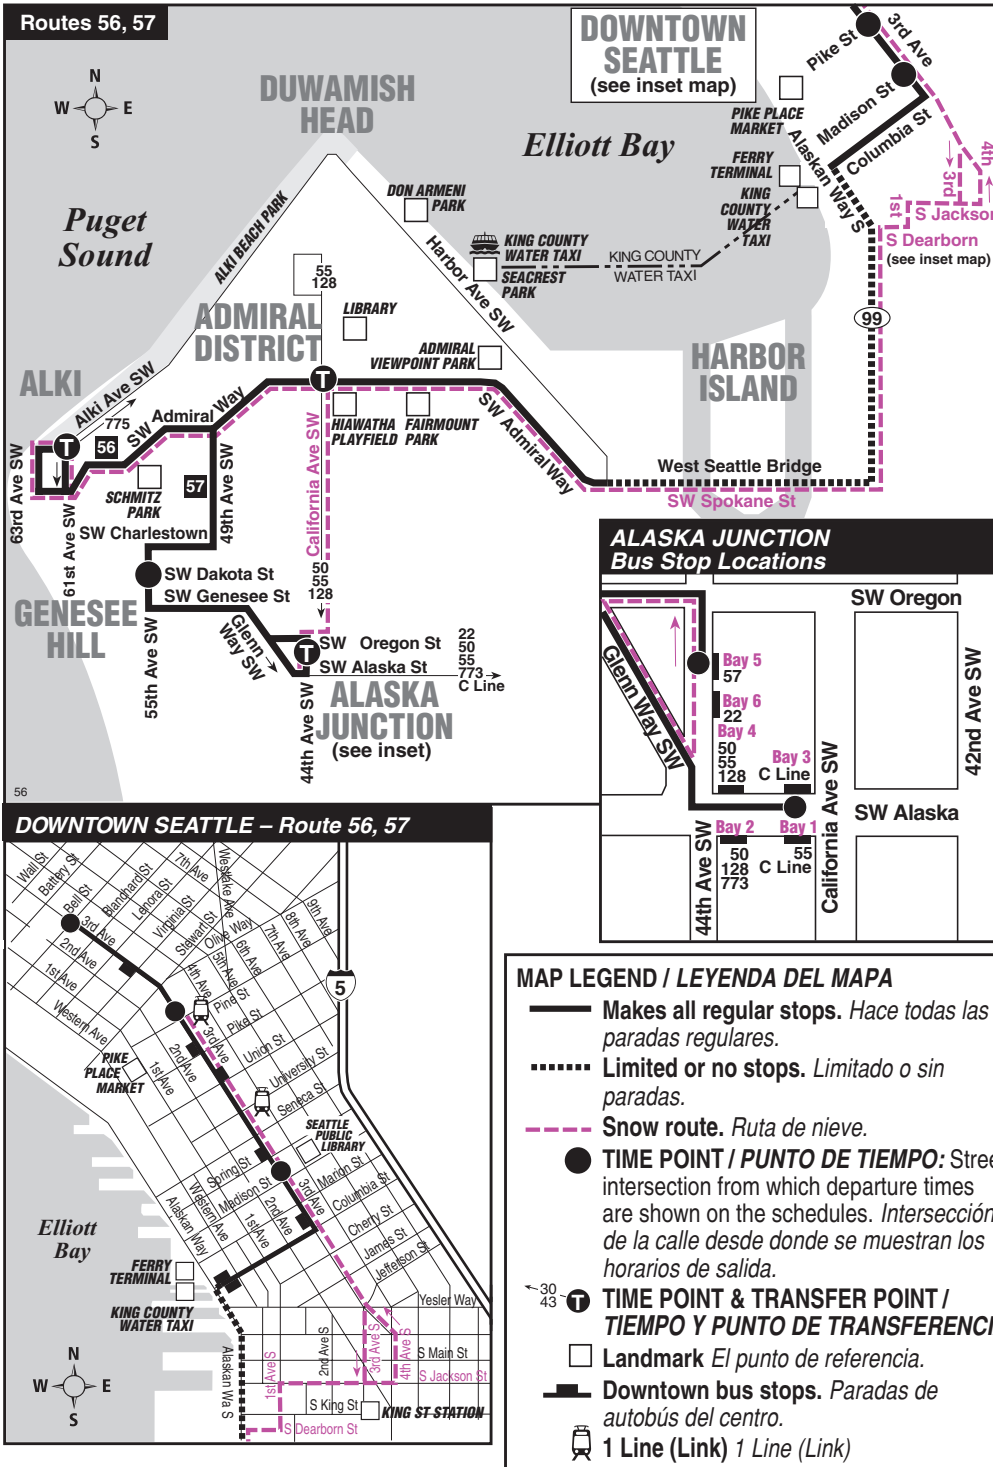 Routes 56, 57
N
W E
S
DOWNTOWN
SEATTLE
(see inset map)
Pike St
3rd Ave
Madison St
Columbia St
4th
3rd
1st
S Jackson
S Dearborn
(see inset map)
PIKE PLACE
MARKET
Alaskan Way S
FERRY
TERMINAL
KING
COUNTY
WATER
TAXI
DUWAMISH
HEAD
Elliott Bay
Puget
Sound
ALKI BEACH PARK
DON ARMENI
PARK
Harbor Ave SW
KING COUNTY
WATER TAXI
SEACREST
PARK
KING COUNTY
WATER TAXI
55
128
LIBRARY
ADMIRAL
DISTRICT
ADMIRAL
VIEWPOINT PARK
99
HARBOR
ISLAND
ALKI
Alki Ave SW
775
T
56
SW Admiral Way
T
HIAWATHA
PLAYFIELD
FAIRMOUNT
PARK
SW Admiral Way
West Seattle Bridge
SW Spokane St
63rd Ave SW
61st Ave SW
SCHMITZ
PARK
57
49th Ave SW
California Ave SW
SW Charlestown
SW Dakota St
SW Genesee St
50
55
128
GENESEE
HILL
55th Ave SW
Glenn
Way SW
T
SW Oregon St
SW Alaska St
22
50
55
773
C Line
44th Ave SW
ALASKA
JUNCTION
(see inset)
56
ALASKA JUNCTION
Bus Stop Locations
SW Oregon
Glenn Way SW
Bay 5
57
Bay 6
22
Bay 4
50
55
128
Bay 3
C Line
42nd Ave SW
SW Alaska
44th Ave SW
Bay 2
50
128
773
Bay 1
55
C Line
California Ave SW
DOWNTOWN SEATTLE – Route 56, 57
Wall St
Battery St
Bell St
Blanchard St
Lenora St
Virginia St
Stewart St
Olive Way
7th Ave
Westlake Ave
9th Ave
8th Ave
7th Ave
6th Ave
5th Ave
4th Ave
3rd Ave
2nd Ave
1st Ave
Western Ave
5
Pine St
Pike St
Union St
University St
Seneca St
3rd Ave
2nd Ave
1st Ave
PIKE
PLACE
MARKET
SEATTLE
PUBLIC
LIBRARY
Spring St
Madison St
Marion St
Columbia St
Cherry St
James St
Jefferson St
Yesler Way
3rd Ave
2nd Ave
1st Ave
Western Ave
Alaskan Way
Elliott
Bay
FERRY
TERMINAL
KING COUNTY
WATER TAXI
Alaskan Wa S
1st Ave S
2nd Ave S
3rd Ave S
4th Ave S
S Main St
S Jackson St
S King St
KING ST STATION
S Dearborn St
N
W E
S
MAP LEGEND / LEYENDA DEL MAPA
Makes all regular stops. Hace todas las
paradas regulares.
Limited or no stops. Limitado o sin
paradas.
Snow route. Ruta de nieve.
TIME POINT / PUNTO DE TIEMPO: Stree
intersection from which departure times
are shown on the schedules. Intersección
de la calle desde donde se muestran los
horarios de salida.
30
43
T
TIME POINT & TRANSFER POINT /
TIEMPO Y PUNTO DE TRANSFERENCI
Landmark El punto de referencia.
Downtown bus stops. Paradas de
autobús del centro.
1 Line (Link) 1 Line (Link)